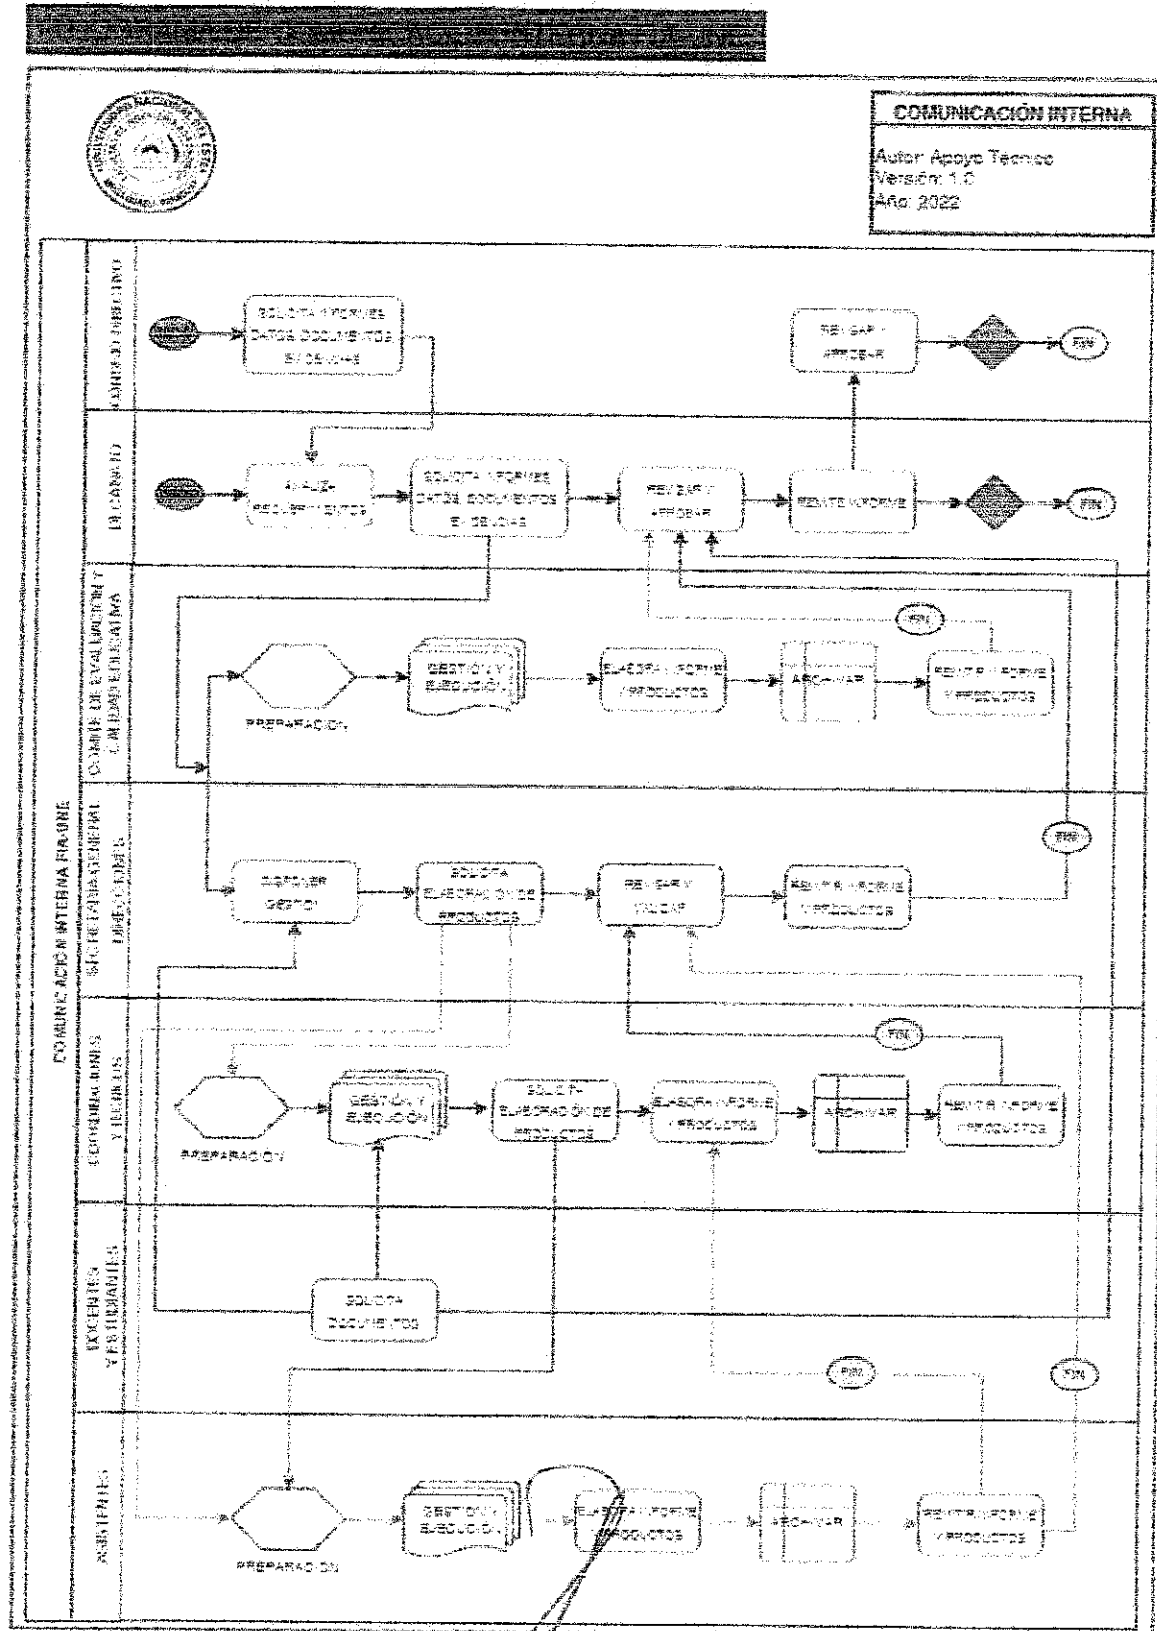 COMUNICACIÓN INTERNA
Autor: Apoyo Técnico
Versión: 1.0
Año: 2022
COMUNICACIÓN INTERNA FIA-UNE
CONSEJO DIRECTIVO
SOLICITA INFORMES
DATOS, DOCUMENTOS
EVIDENCIAS
REVISAR Y
APROBAR
FIN
DECANATO
ANALIZA
REQUERIMIENTOS
SOLICITA INFORMES
DATOS, DOCUMENTOS
EVIDENCIAS
REVISAR Y
APROBAR
REMITE INFORME
FIN
COMITÉ DE EVALUACIÓN Y
CALIDAD EDUCATIVA
PREPARACIÓN
GESTIÓN Y
EJECUCIÓN
ELABORA INFORME
Y PRODUCTOS
ARCHIVAR
REMITIR INFORME
Y PRODUCTOS
FIN
SECRETARIA GENERAL
DIRECCIONES
DISPONER
GESTIÓN
SOLICITA
ELABORACIÓN DE
PRODUCTOS
REVISAR Y
VALIDAR
REMITIR INFORME
Y PRODUCTOS
FIN
COORDINACIONES
Y TÉCNICOS
PREPARACIÓN
GESTIÓN Y
EJECUCIÓN
SOLICITA
ELABORACIÓN DE
PRODUCTOS
ELABORA INFORME
Y PRODUCTOS
ARCHIVAR
REMITIR INFORME
Y PRODUCTOS
FIN
DOCENTES
Y ESTUDIANTES
SOLICITA
DOCUMENTOS
FIN
FIN
ASISTENTES
PREPARACIÓN
GESTIÓN Y
EJECUCIÓN
ELABORA INFORME
Y PRODUCTOS
ARCHIVAR
REMITIR INFORME
Y PRODUCTOS